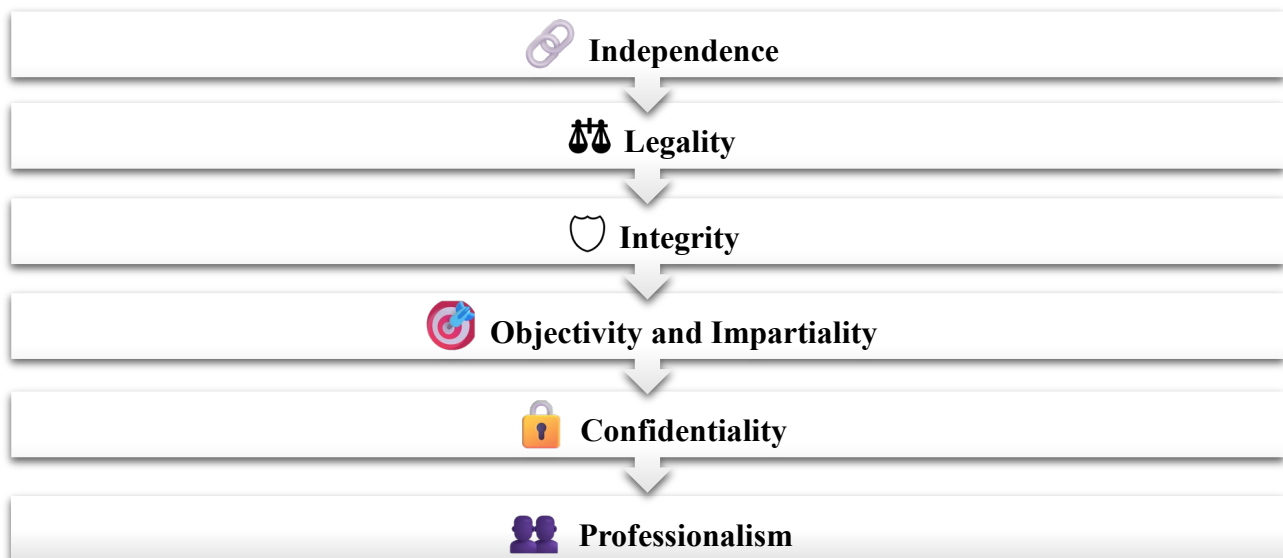 Independence
Legality
Integrity
Objectivity and Impartiality
Confidentiality
Professionalism